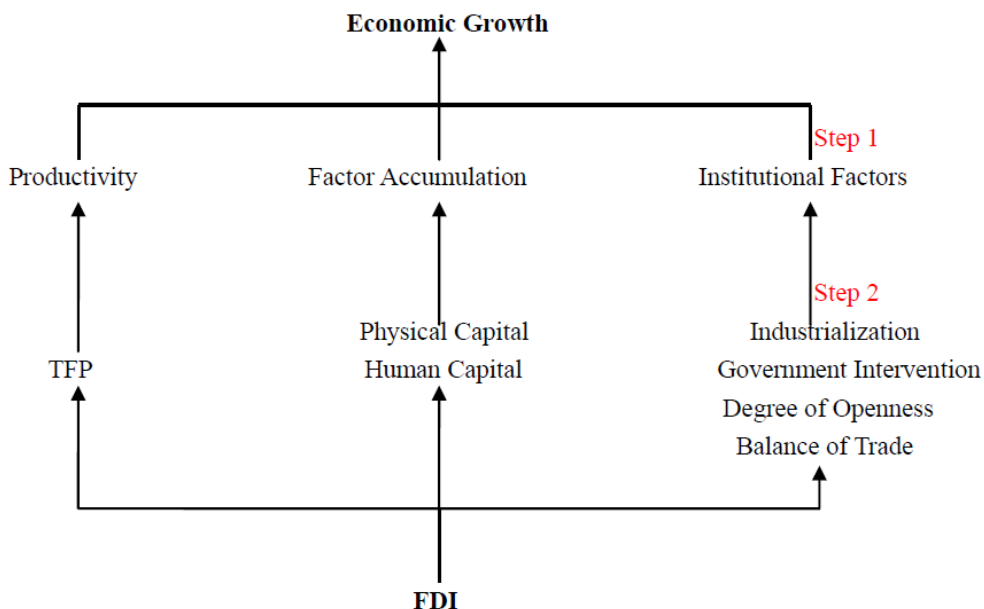 Economic Growth
Step 1
Productivity
Factor Accumulation
Institutional Factors
Step 2
Physical Capital
Industrialization
TFP
Human Capital
Government Intervention
Degree of Openness
Balance of Trade
FDI